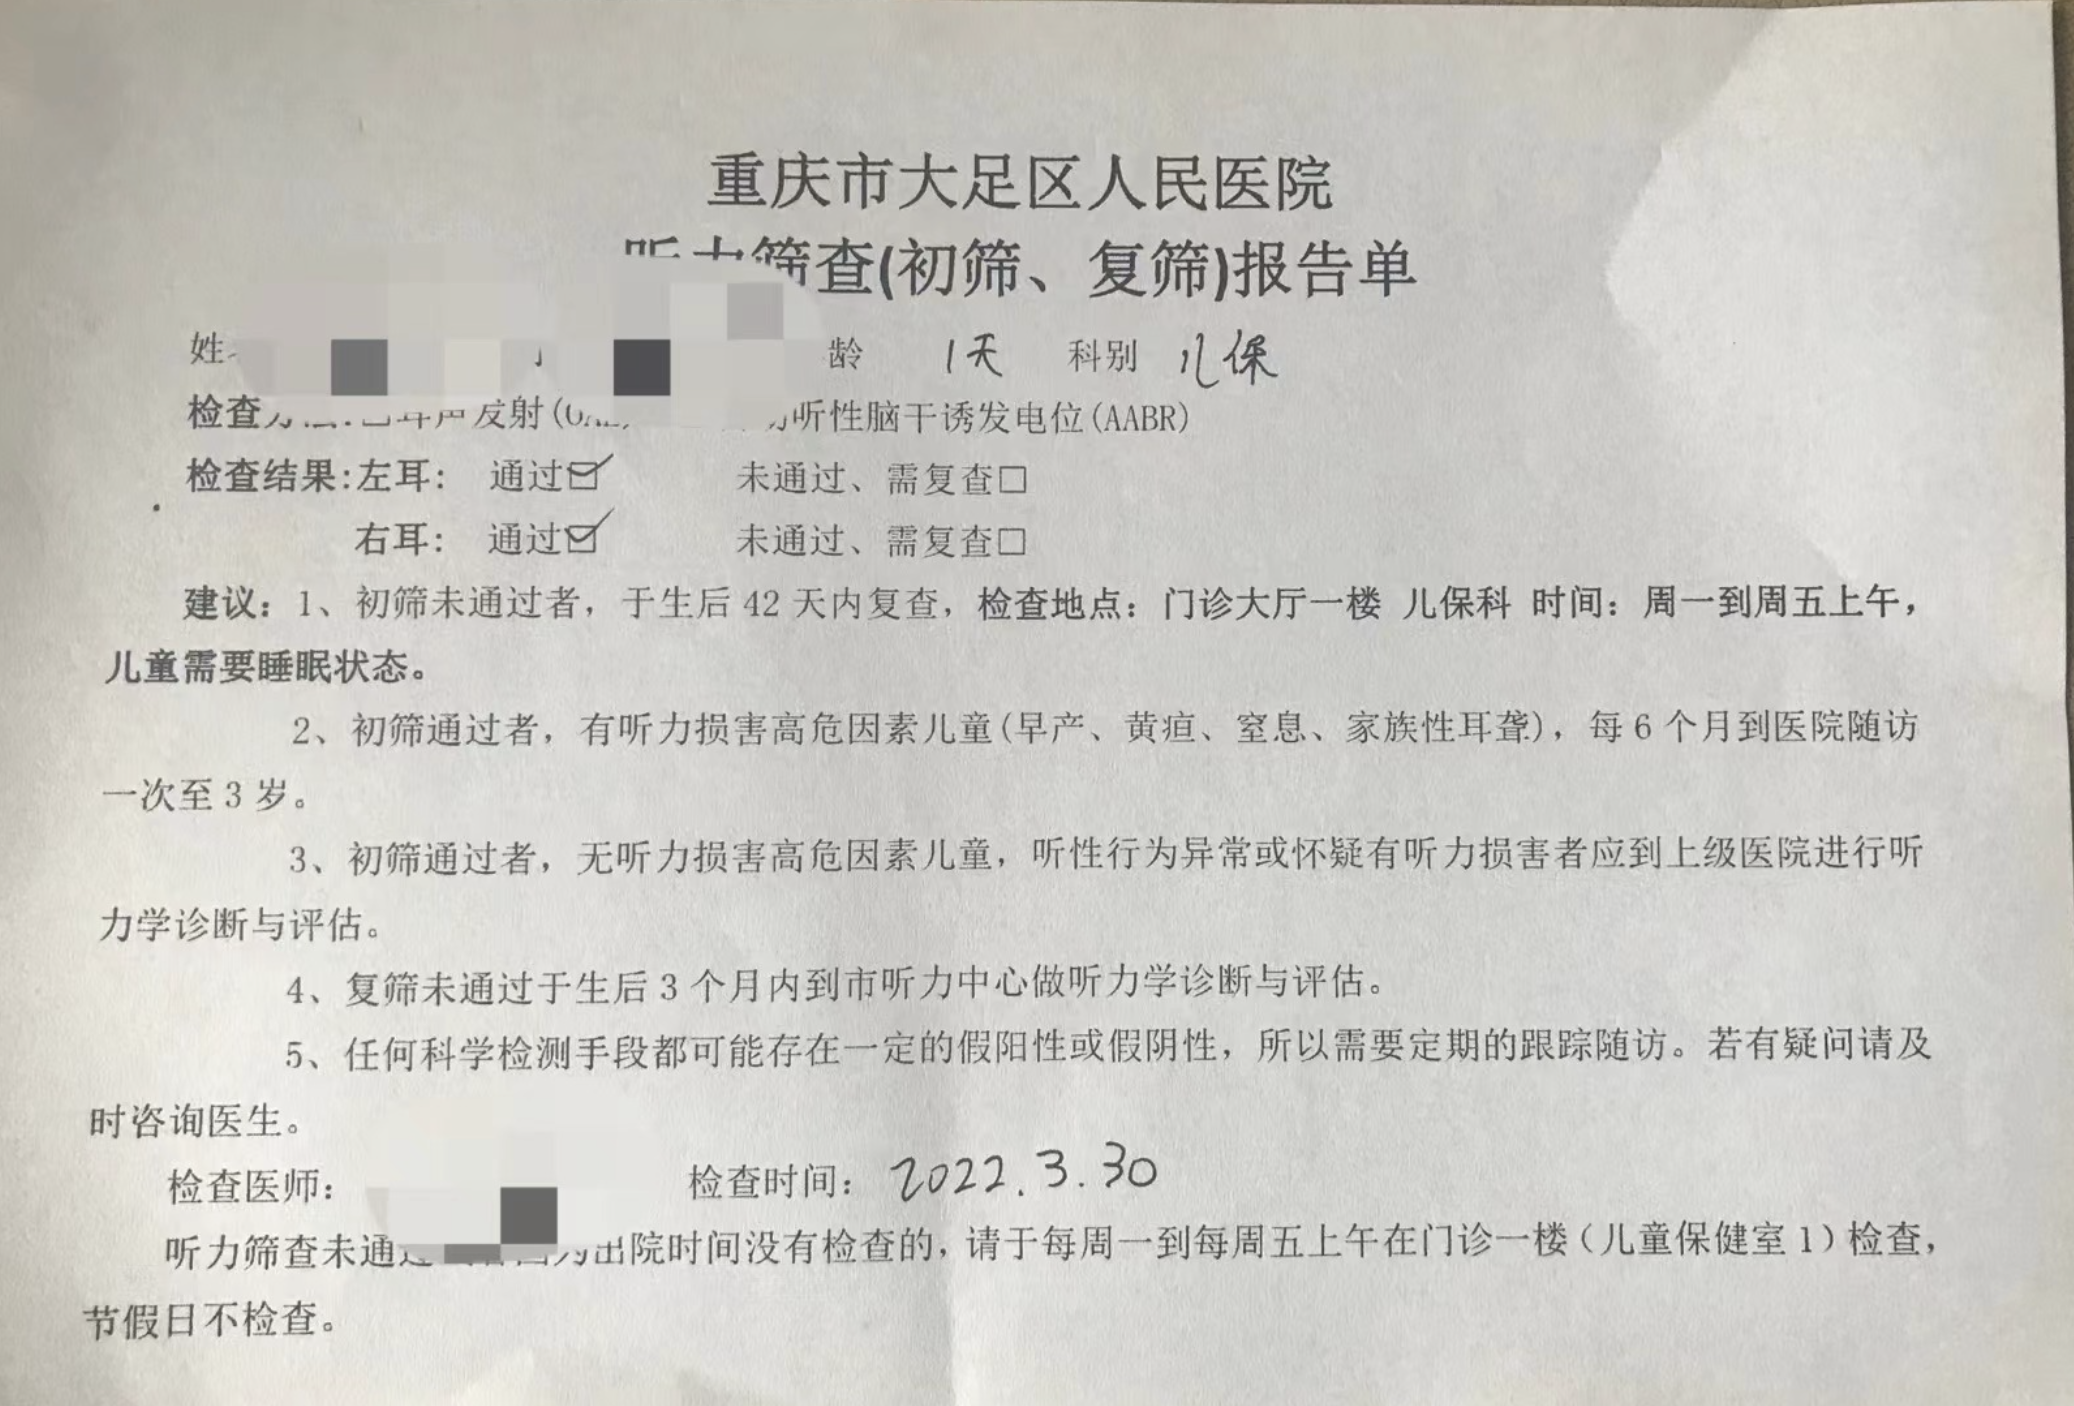 重庆市大足区人民医院
筛查(初筛、复筛)报告单
姓 龄 1天 科别 儿保
检查 耳声发射( 听性脑干诱发电位(AABR)
检查结果:左耳: 通过☑ 未通过、需复查□
右耳: 通过☑ 未通过、需复查□
建议:1、初筛未通过者,于生后42天内复查,检查地点:门诊大厅一楼 儿保科 时间:周一到周五上午,
儿童需要睡眠状态。
2、初筛通过者,有听力损害高危因素儿童(早产、黄疸、窒息、家族性耳聋),每6个月到医院随访
一次至3岁。
3、初筛通过者,无听力损害高危因素儿童,听性行为异常或怀疑有听力损害者应到上级医院进行听
力学诊断与评估。
4、复筛未通过于生后3个月内到市听力中心做听力学诊断与评估。
5、任何科学检测手段都可能存在一定的假阳性或假阴性,所以需要定期的跟踪随访。若有疑问请及
时咨询医生。
检查医师: 检查时间: 2022.3.30
听力筛查未通 出院时间没有检查的,请于每周一到每周五上午在门诊一楼(儿童保健室1)检查,
节假日不检查。